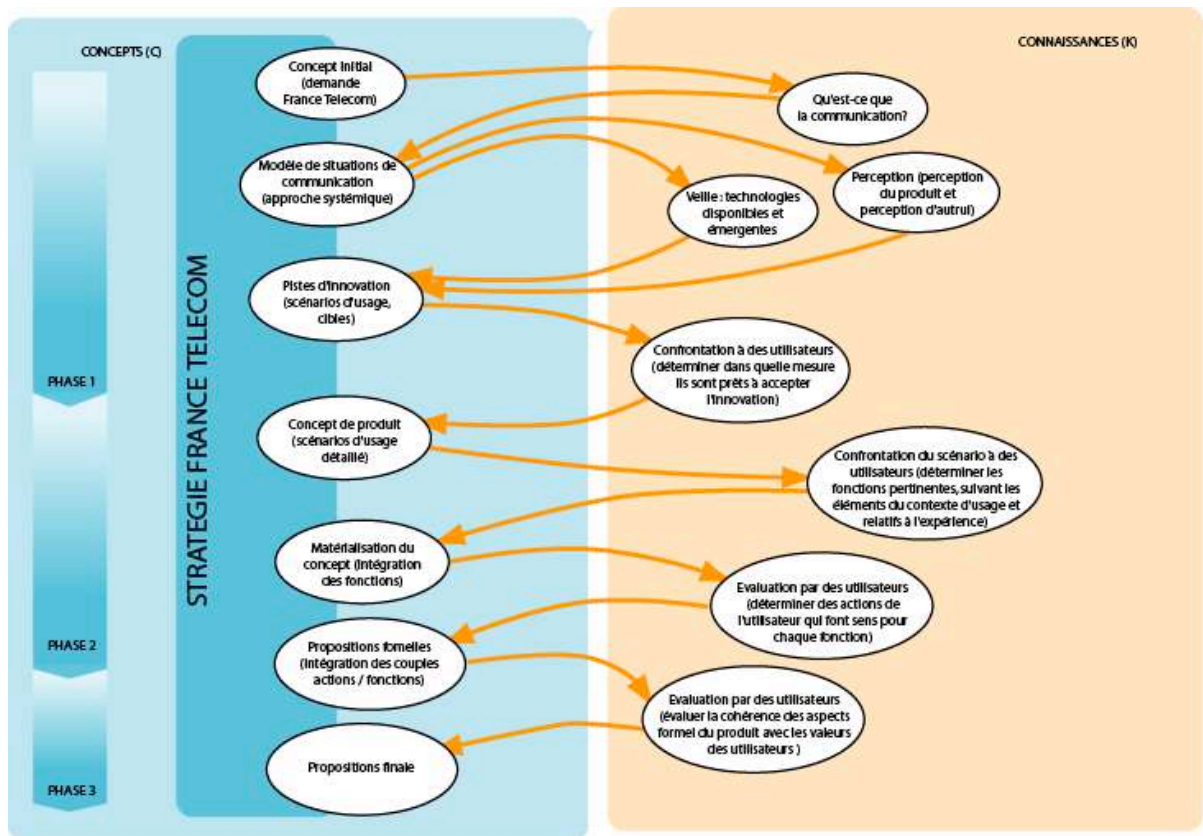 CONCEPTS (C)
CONNAISSANCES (K)
STRATEGIE FRANCE TELECOM
Concept initial
(demande
France Telecom)
Qu'est-ce que
la communication?
Modèle de situations de
communication
(approche systémique)
Veille : technologies
disponibles et
émergentes
Perception (perception
du produit et
perception d'autrui)
Pistes d'innovation
(scénarios d'usage,
cibles)
Confrontation à des utilisateurs
(déterminer dans quelle mesure
ils sont prêts à accepter
l'innovation)
PHASE 1
Concept de produit
(scénarios d'usage
détaillé)
Confrontation du scénario à des
utilisateurs (déterminer les
fonctions pertinentes, suivant les
éléments du contexte d'usage et
relatifs à l'expérience)
Matérialisation du
concept (intégration
des fonctions)
Evaluation par des utilisateurs
(déterminer des actions de
l'utilisateur qui font sens pour
chaque fonction)
PHASE 2
Propositions fomelles
(intégration des couples
actions / fonctions)
Evaluation par des utilisateurs
(évaluer la cohérence des aspects
formel du produit avec les valeurs
des utilisateurs )
Propositions finale
PHASE 3